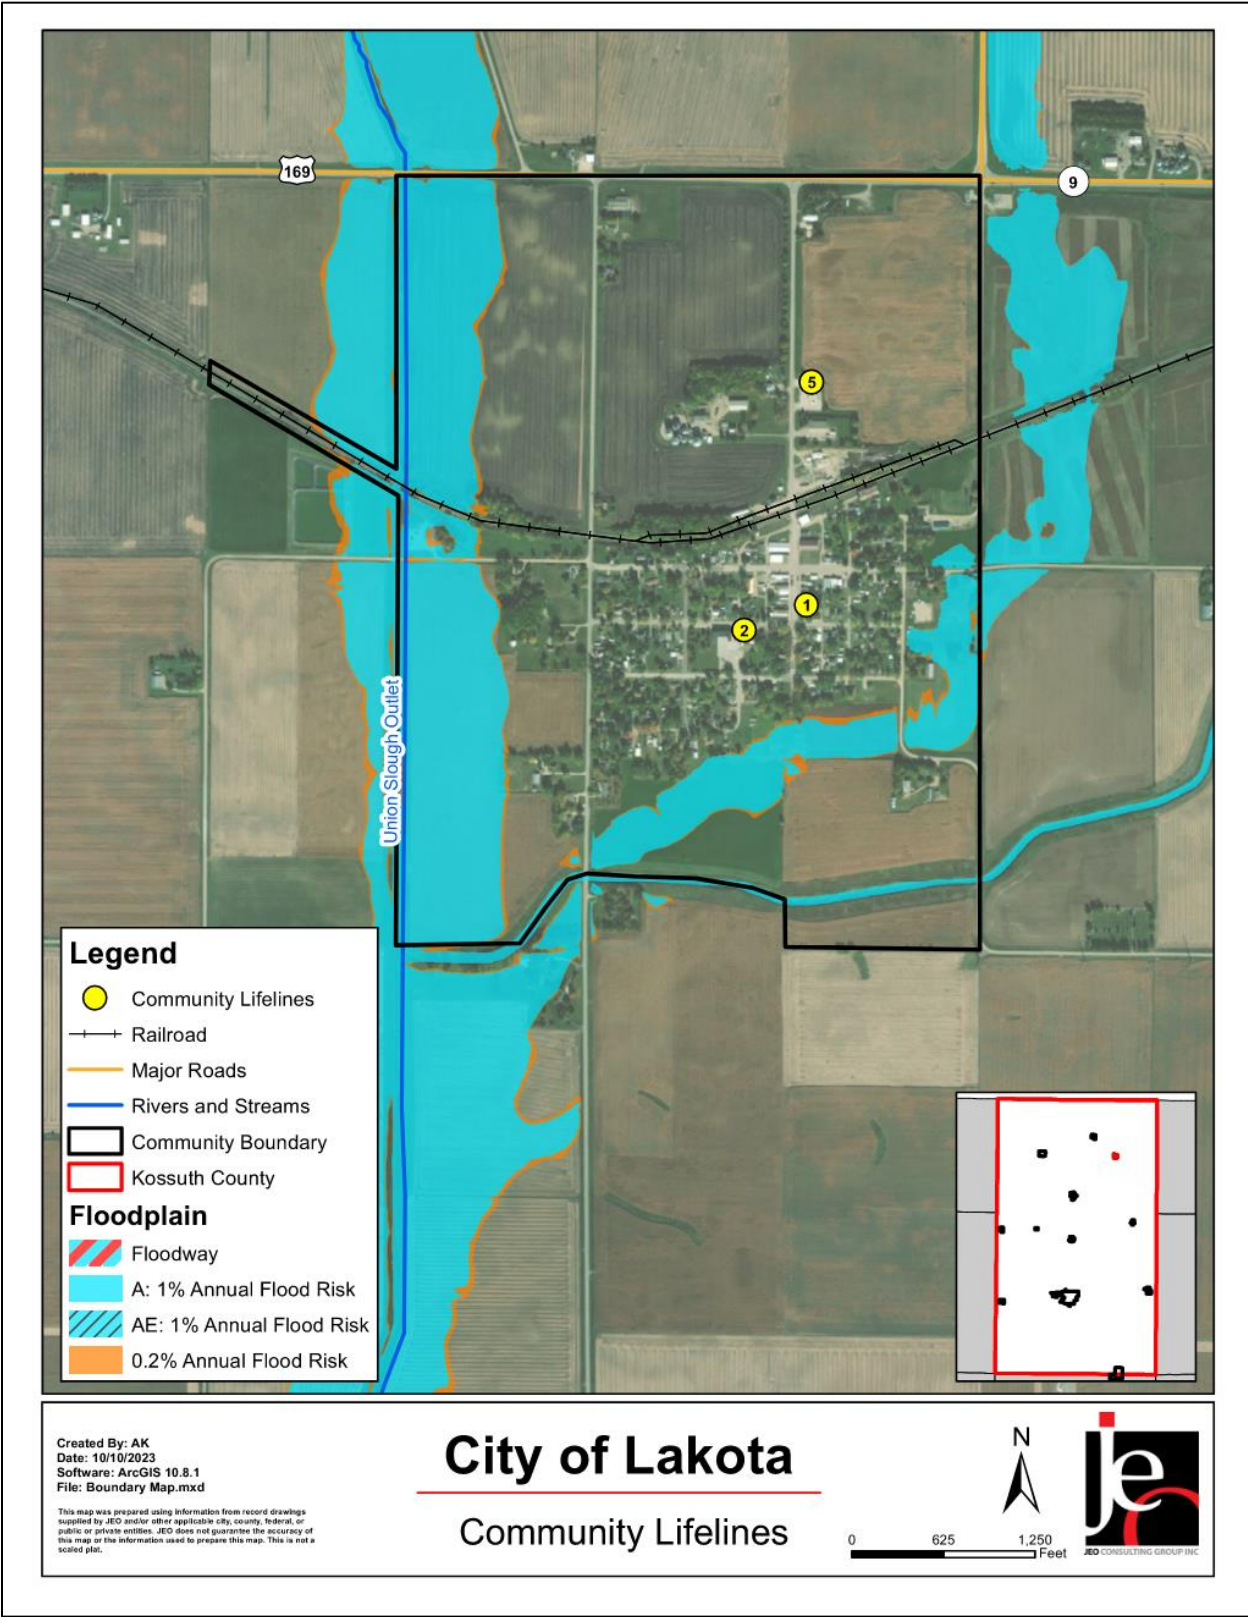 169
9
5
1
2
Union Slough Outlet
Legend
Community Lifelines
Railroad
Major Roads
Rivers and Streams
Community Boundary
Kossuth County
Floodplain
Floodway
A: 1% Annual Flood Risk
AE: 1% Annual Flood Risk
0.2% Annual Flood Risk
Created By: AK
Date: 10/10/2023
Software: ArcGIS 10.8.1
File: Boundary Map.mxd
This map was prepared using information from record drawings
supplied by JEO and/or other applicable city, county, federal, or
public or private entities. JEO does not guarantee the accuracy of
this map or the information used to prepare this map. This is not a
scaled plat.
City of Lakota
Community Lifelines
N
0 625 1,250
Feet
jeo
JEO CONSULTING GROUP INC